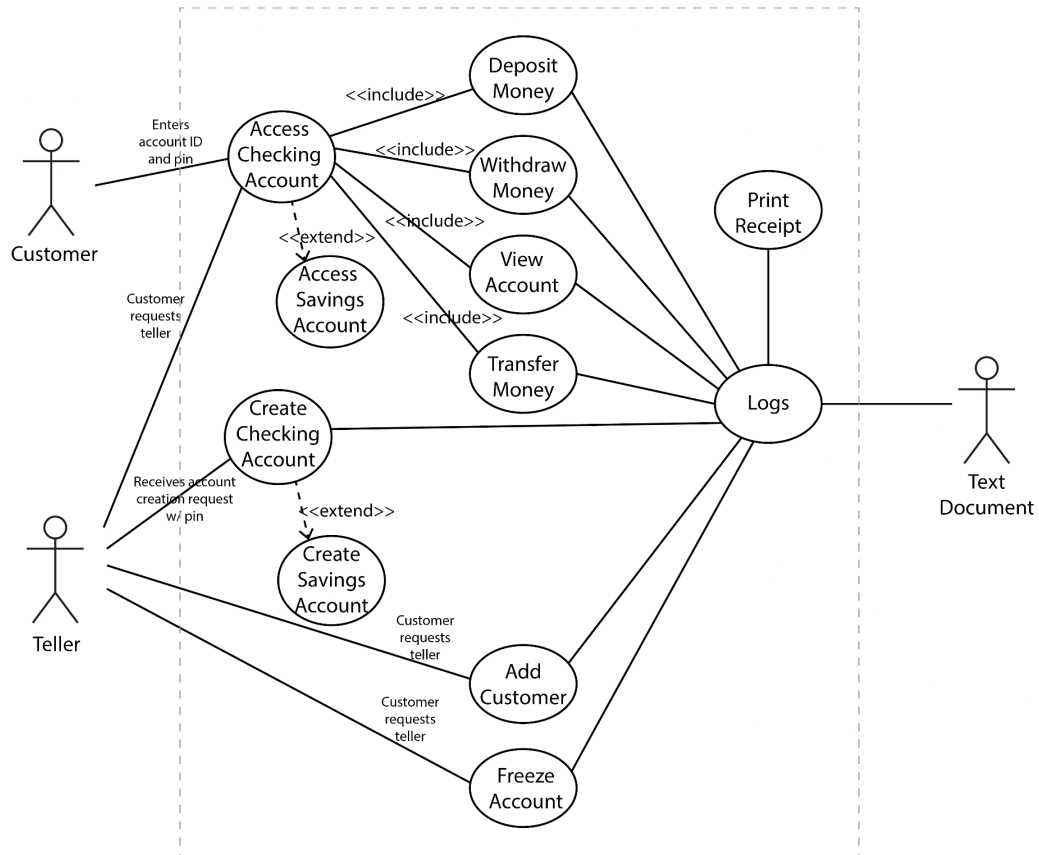 Deposit
Money
<<include>>
Enters
account ID
and pin
Access
Checking
Account
<<include>>
Withdraw
Money
Customer
Print
Receipt
<<include>>
<<extend>>
View
Account
Access
Savings
Account
Customer
requests
teller
<<include>>
Transfer
Money
Logs
Create
Checking
Account
Text
Document
Receives account
creation request
w/ pin
<<extend>>
Create
Savings
Account
Teller
Customer
requests
teller
Add
Customer
Customer
requests
teller
Freeze
Account